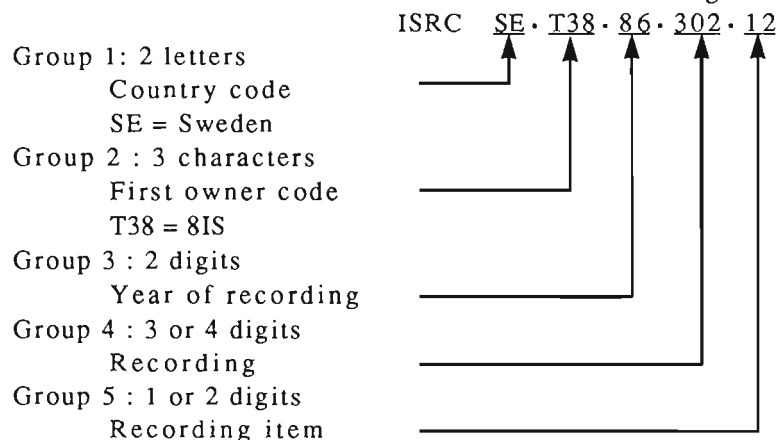 ISRC SE · T38 · 86 · 302 · 12
Group 1: 2 letters
Country code
SE = Sweden
Group 2 : 3 characters
First owner code
T38 = 8IS
Group 3 : 2 digits
Year of recording
Group 4 : 3 or 4 digits
Recording
Group 5 : 1 or 2 digits
Recording item